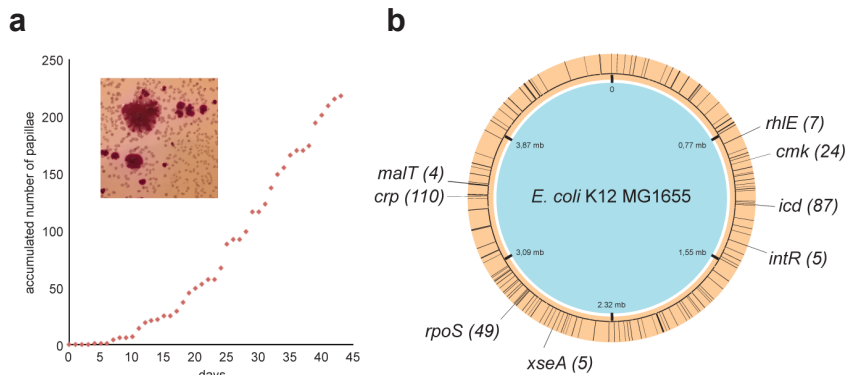 a
250
200
150
100
50
0
accumulated number of papillae
0 5 10 15 20 25 30 35 40 45
days
b
0
0,77 mb
1,55 mb
2.32 mb
3,09 mb
3,87 mb
E. coli K12 MG1655
rhlE (7)
cmk (24)
icd (87)
intR (5)
xseA (5)
rpoS (49)
crp (110)
malT (4)